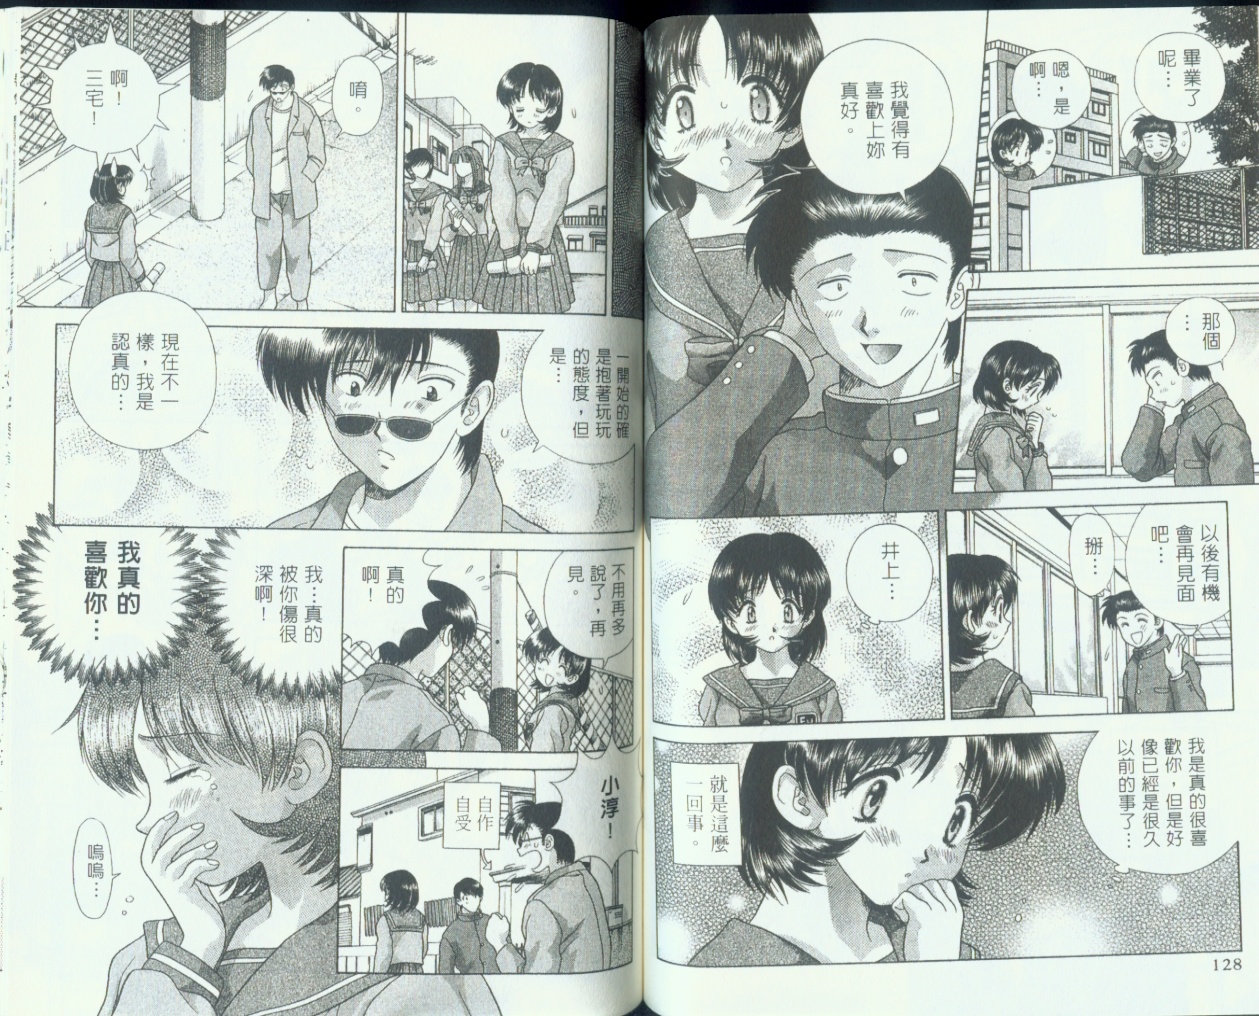 畢業了
呢…
嗯，是
啊…
我覺得有
喜歡上妳
真好。
那個
…
以後有機
會再見面
吧…
掰…
井上…
我是真的很喜
歡你，但是好
像已經是很久
以前的事了…
就是這麼
一回事。
128
唷。
啊！
三宅！
一開始的確
是抱著玩玩
的態度，但
是…
現在不一
樣，我是
認真的…
不用再多
說了，再
見。
真的
啊！
我…真的
被你傷很
深啊！
我真的
喜歡你…
小淳！
自作
自受
嗚嗚…